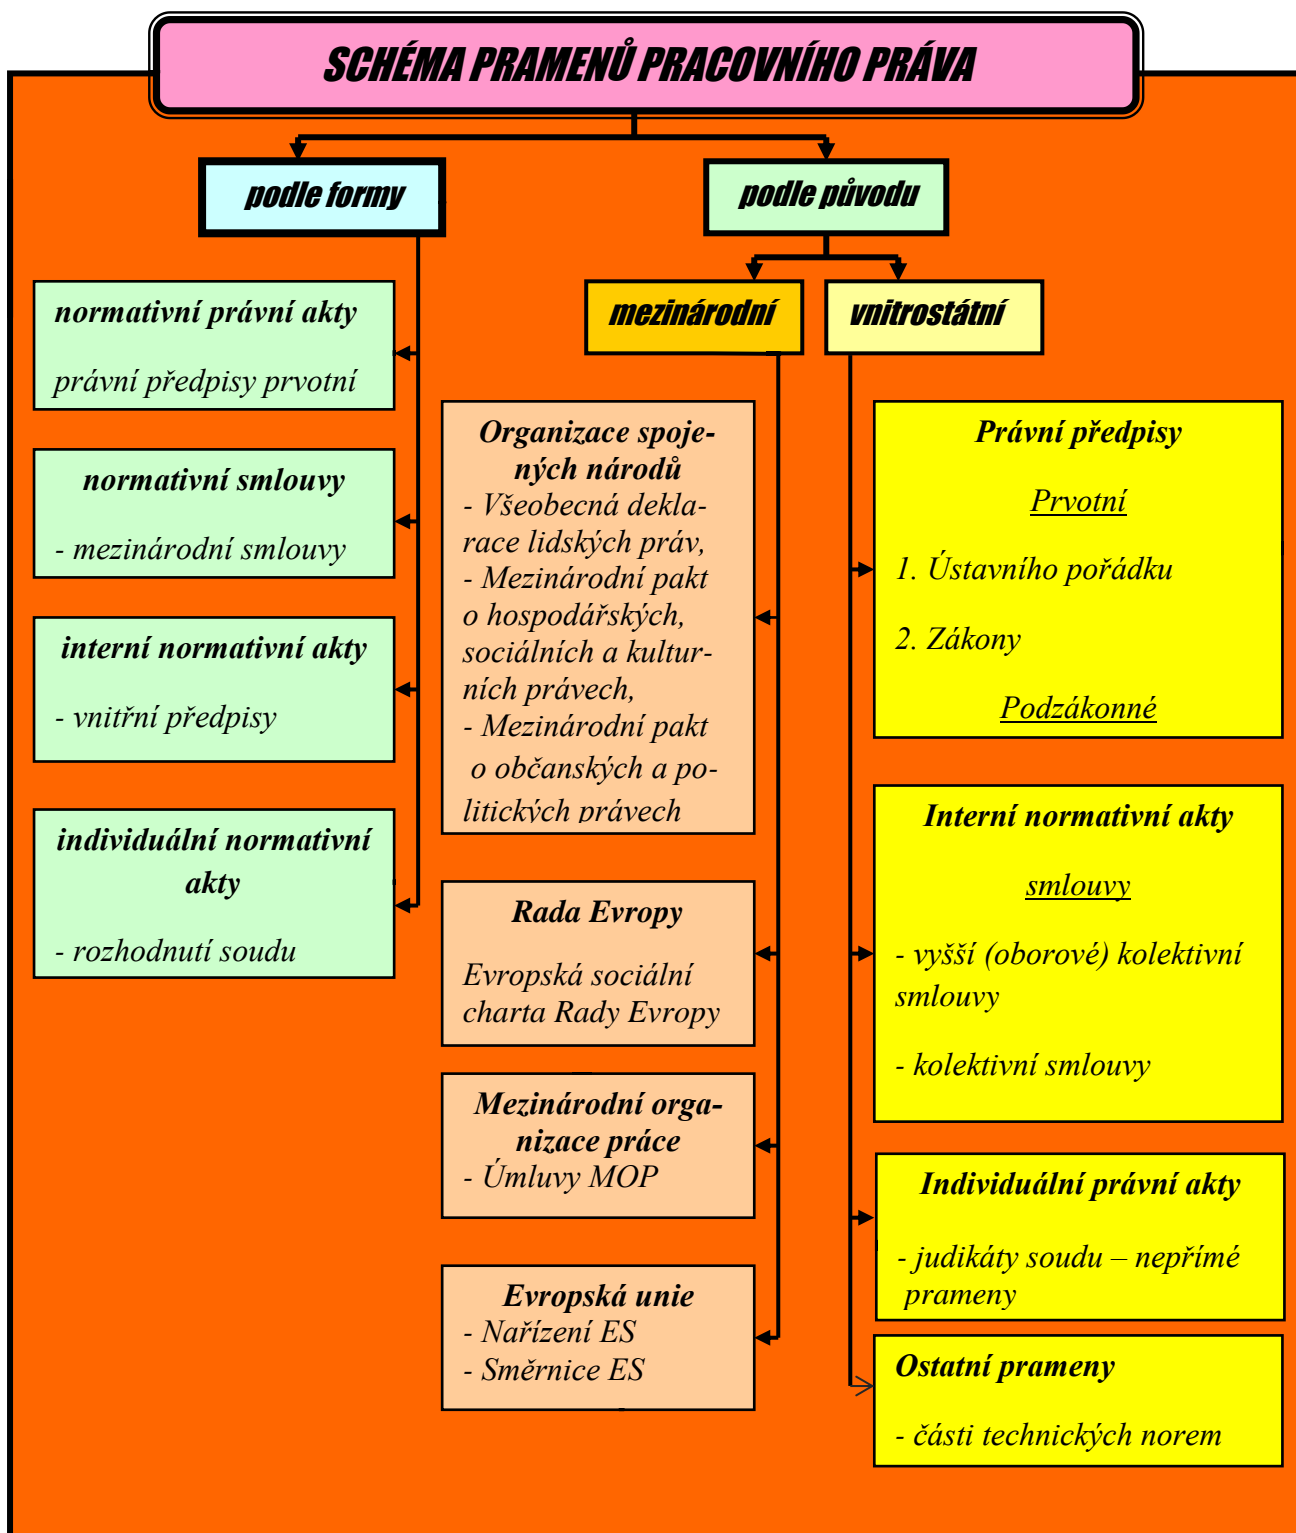 SCHÉMA PRAMENŮ PRACOVNÍHO PRÁVA
podle formy
podle původu
mezinárodní
vnitrostátní
normativní právní akty
právní předpisy prvotní
normativní smlouvy
- mezinárodní smlouvy
interní normativní akty
- vnitřní předpisy
individuální normativní
akty
- rozhodnutí soudu
Organizace spoje-
ných národů
- Všeobecná dekla-
race lidských práv,
- Mezinárodní pakt
o hospodářských,
sociálních a kultur-
ních právech,
- Mezinárodní pakt
o občanských a po-
litických právech
Rada Evropy
Evropská sociální
charta Rady Evropy
Mezinárodní orga-
nizace práce
- Úmluvy MOP
Evropská unie
- Nařízení ES
- Směrnice ES
Právní předpisy
Prvotní
1. Ústavního pořádku
2. Zákony
Podzákonné
Interní normativní akty
smlouvy
- vyšší (oborové) kolektivní
smlouvy
- kolektivní smlouvy
Individuální právní akty
- judikáty soudu – nepřímé
prameny
Ostatní prameny
- části technických norem